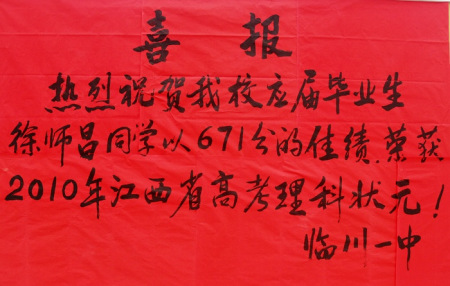 喜报
热烈祝贺我校应届毕业生
徐师昌同学以671分的佳绩,荣获
2010年江西省高考理科状元!
临川一中